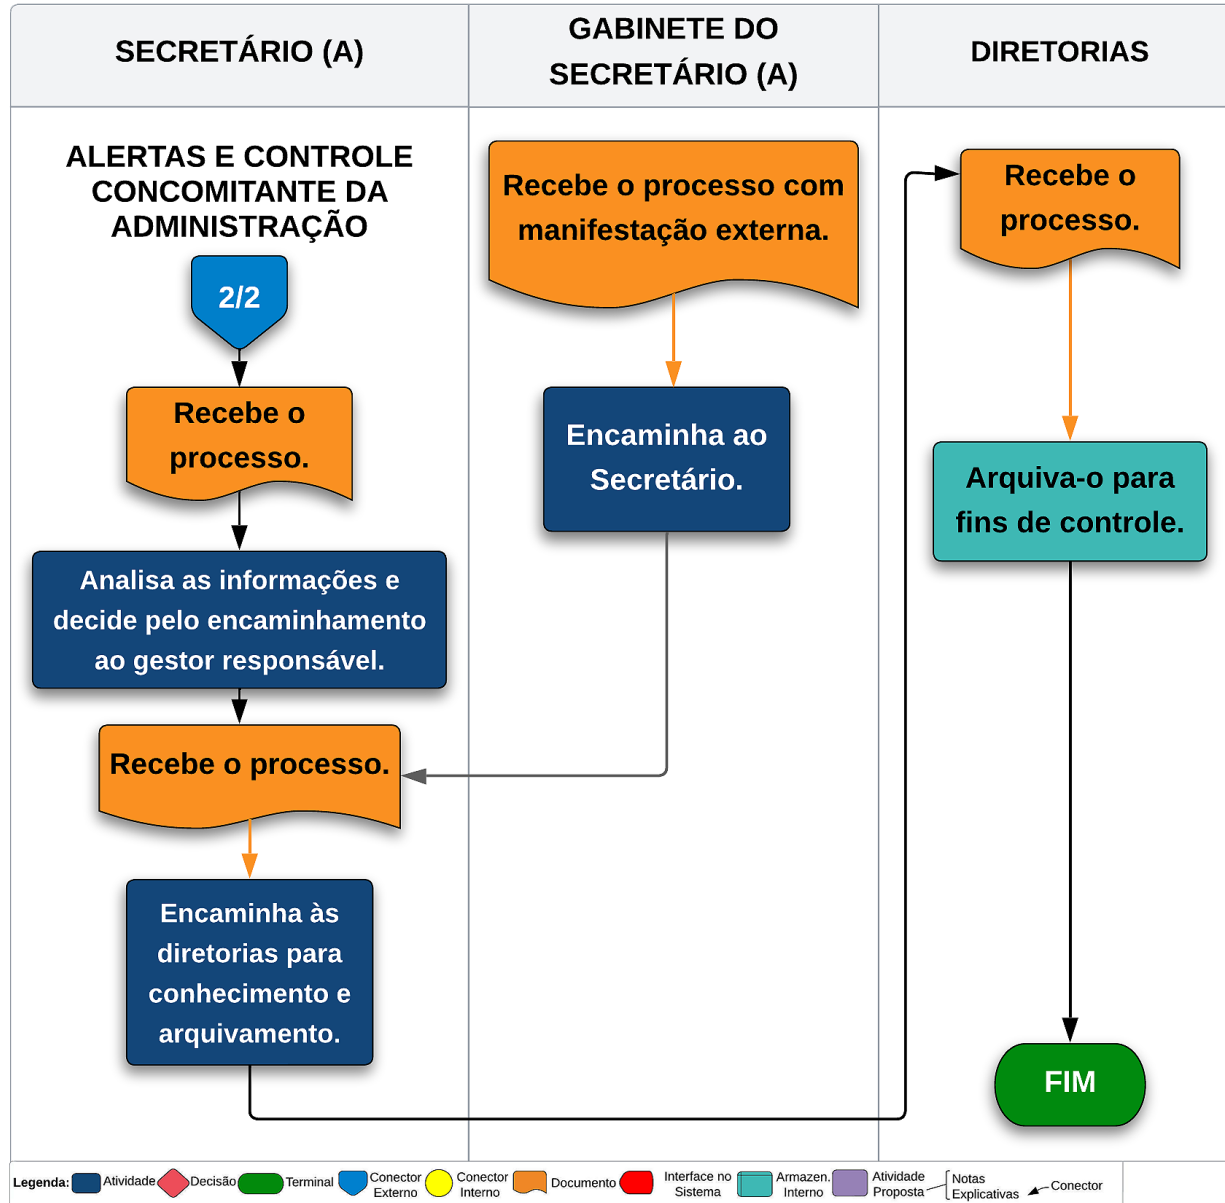 SECRETÁRIO (A)
GABINETE DO
SECRETÁRIO (A)
DIRETORIAS
ALERTAS E CONTROLE
CONCOMITANTE DA
ADMINISTRAÇÃO
2/2
Recebe o
processo.
Analisa as informações e
decide pelo encaminhamento
ao gestor responsável.
Recebe o processo.
Encaminha às
diretorias para
conhecimento e
arquivamento.
Recebe o processo com
manifestação externa.
Encaminha ao
Secretário.
Recebe o
processo.
Arquiva-o para
fins de controle.
FIM
Legenda:
Atividade
Decisão
Terminal
Conector
Externo
Conector
Interno
Documento
Interface no
Sistema
Armazen.
Interno
Atividade
Proposta
Notas
Explicativas
Conector